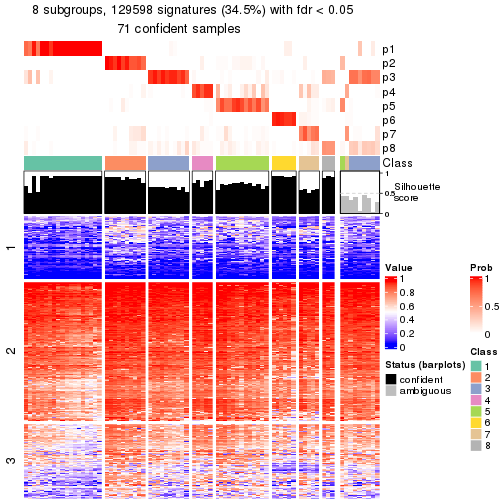 8 subgroups, 129598 signatures (34.5%) with fdr < 0.05
71 confident samples
p1
p2
p3
p4
p5
p6
p7
p8
Class
1
0.5
0
Silhouette
score
1
2
3
Value
1
0.8
0.6
0.4
0.2
0
Status (barplots)
confident
ambiguous
Prob
1
0.5
0
Class
1
2
3
4
5
6
7
8